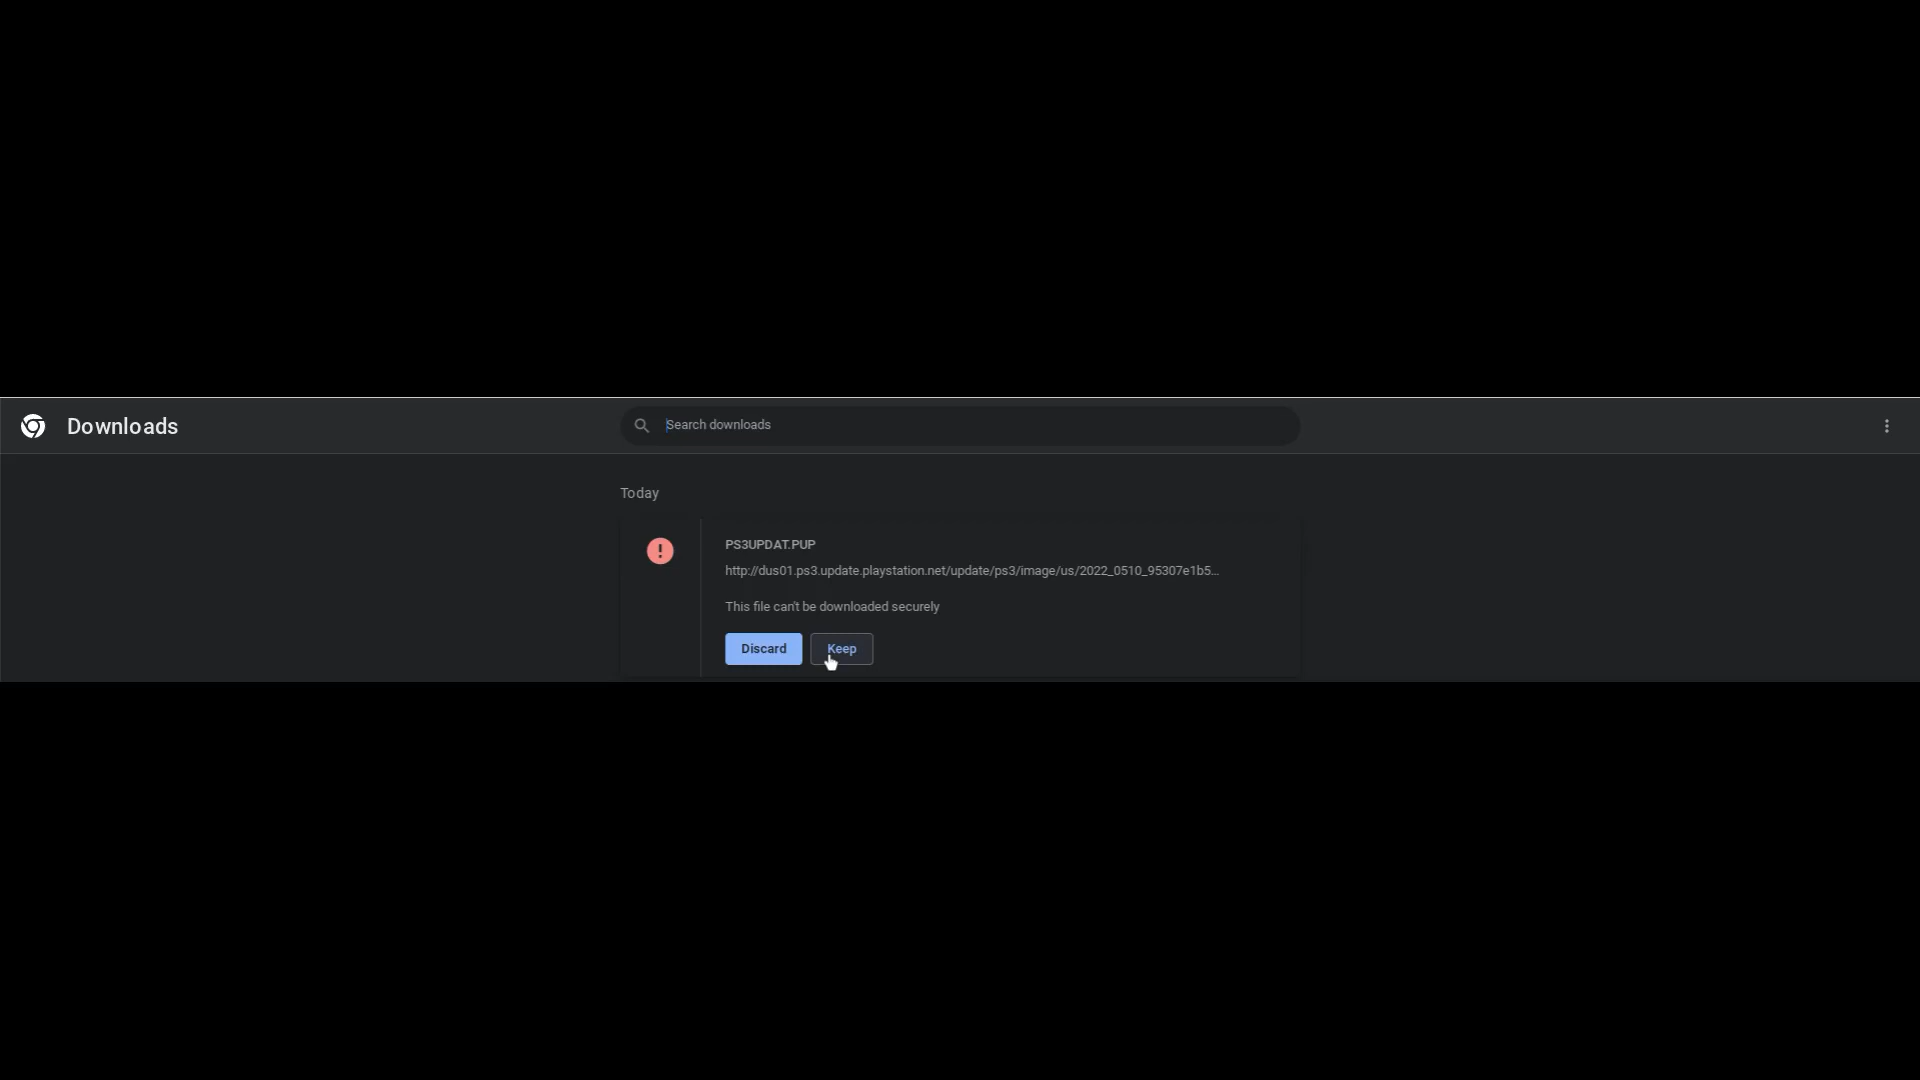 Downloads
Search downloads
Today
PS3UPDAT.PUP
http://dus01.ps3.update.playstation.net/update/ps3/image/us/2022_0510_95307e1b5...
This file can't be downloaded securely
Discard
Keep